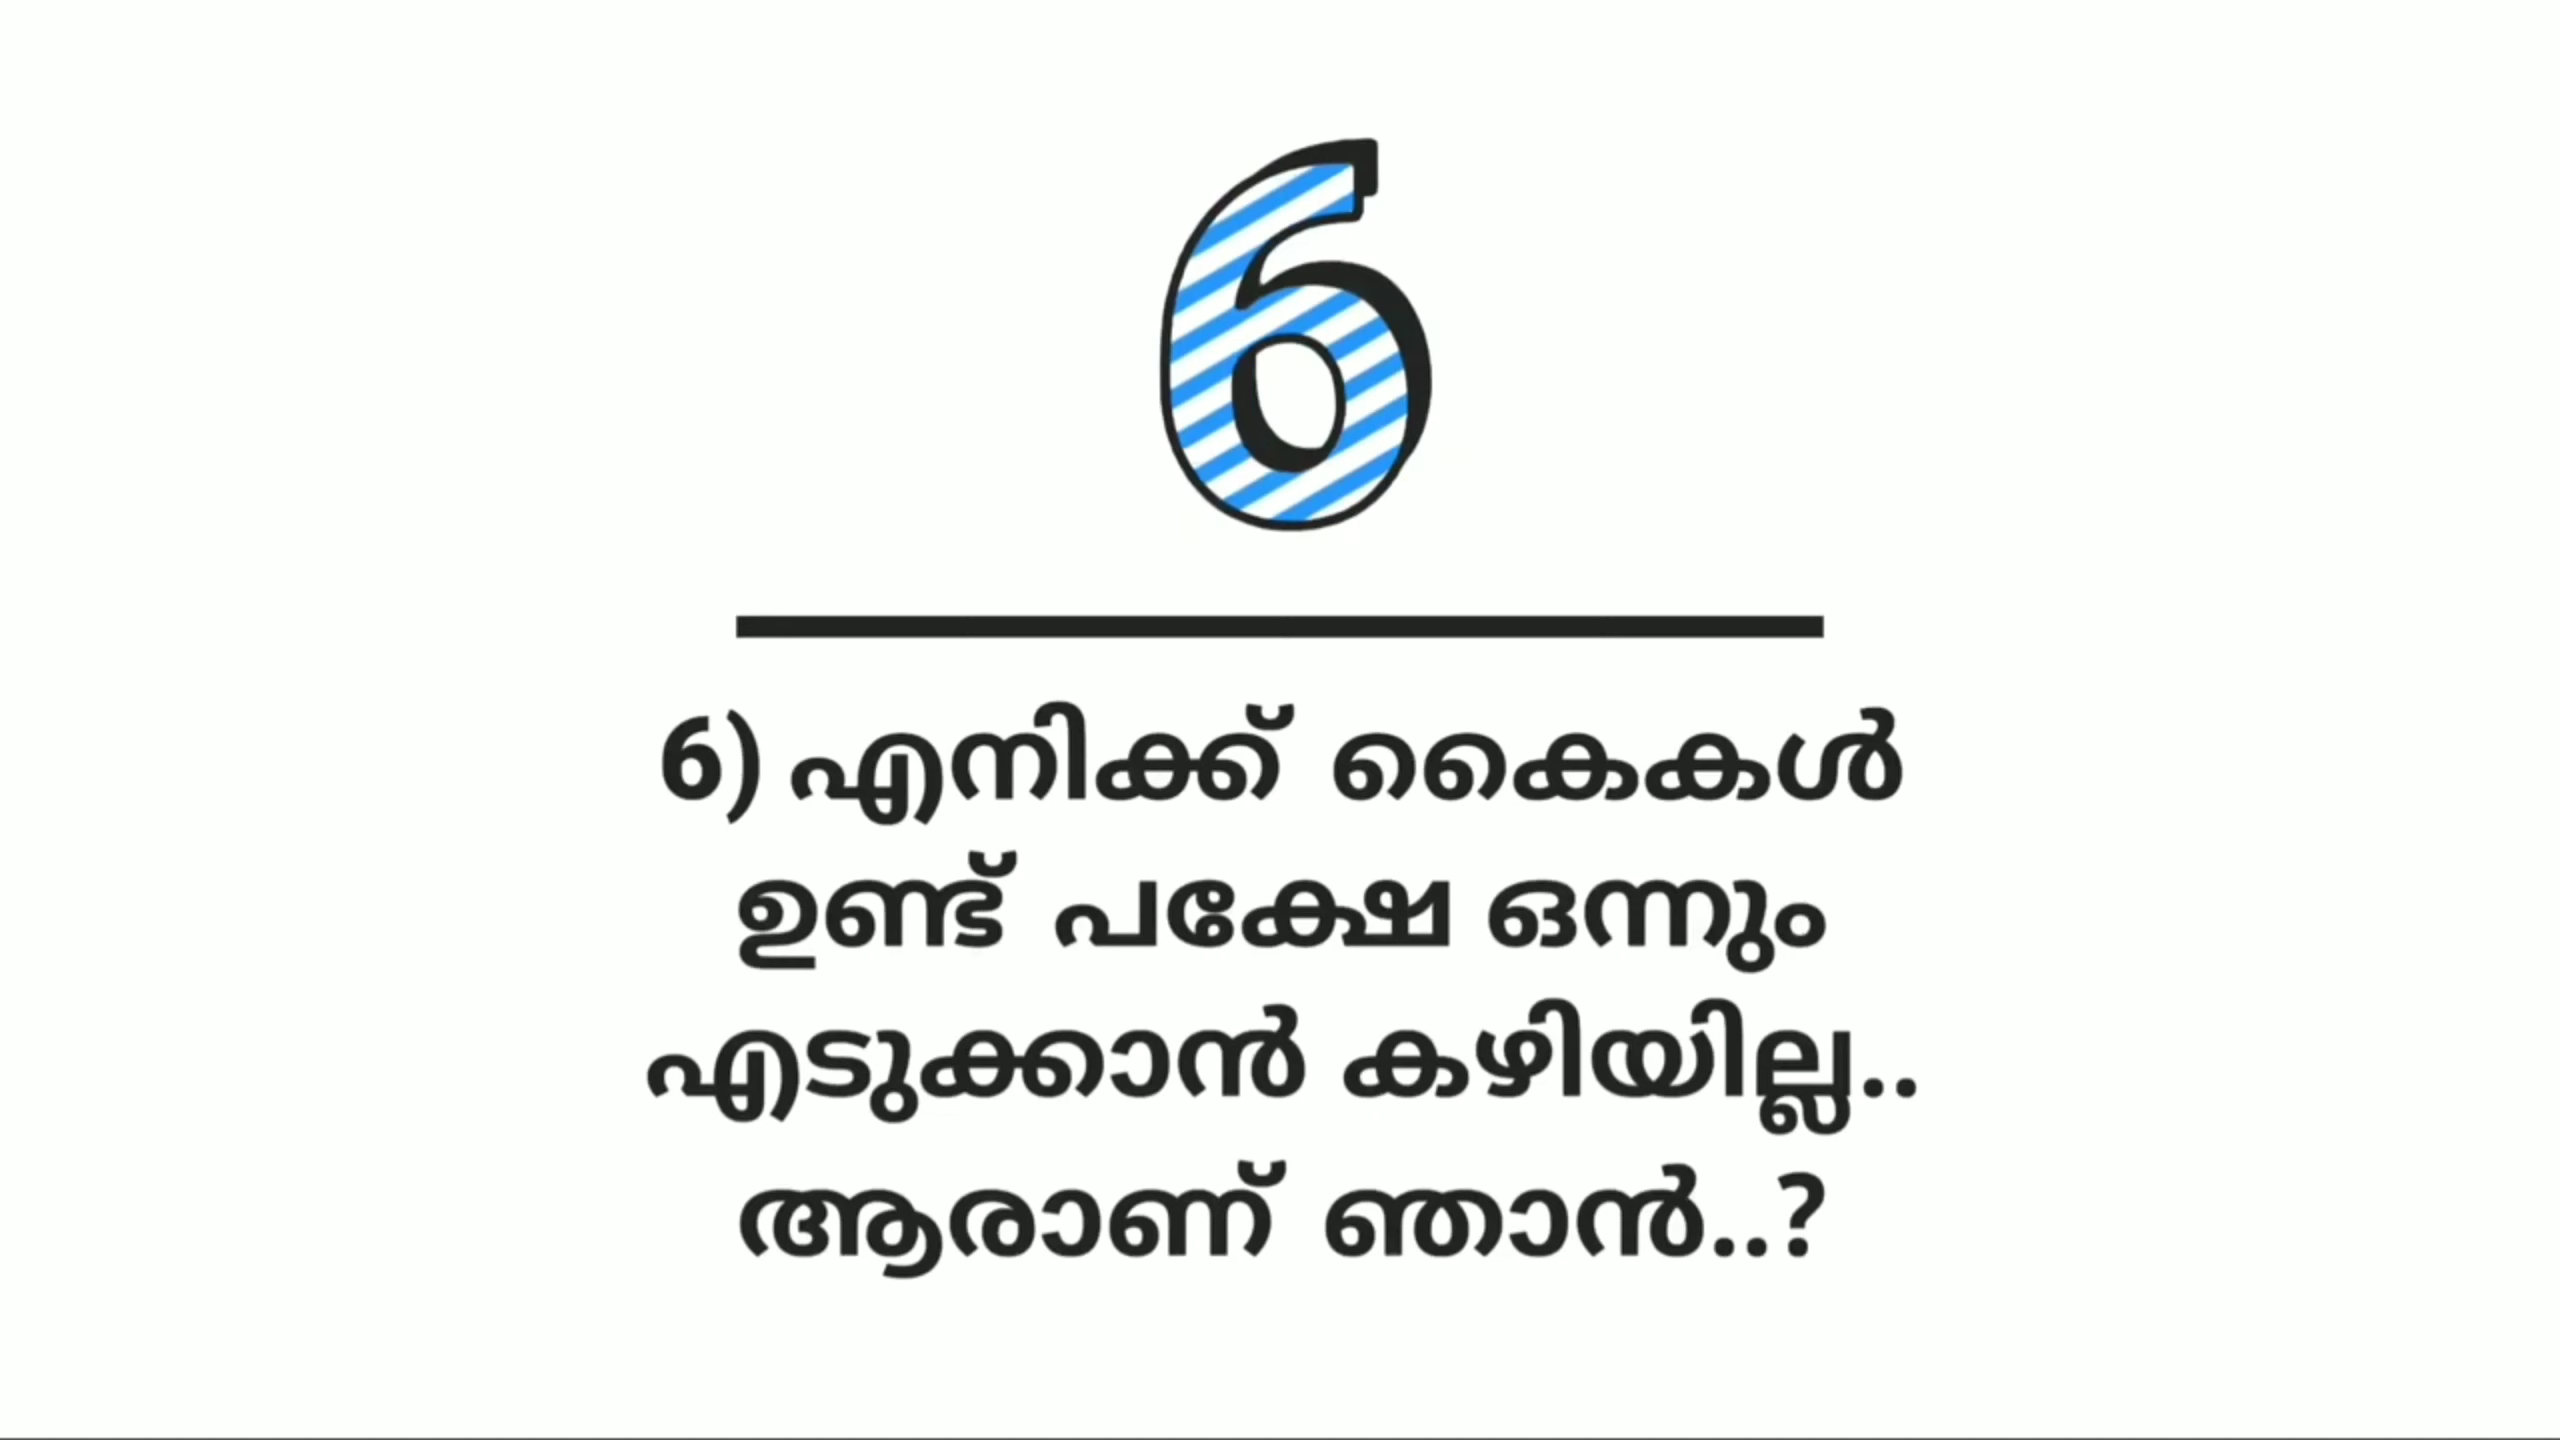 6
6) എനിക്ക് കൈകൾ
ഉണ്ട് പക്ഷേ ഒന്നും
എടുക്കാൻ കഴിയില്ല..
ആരാണ് ഞാൻ..?